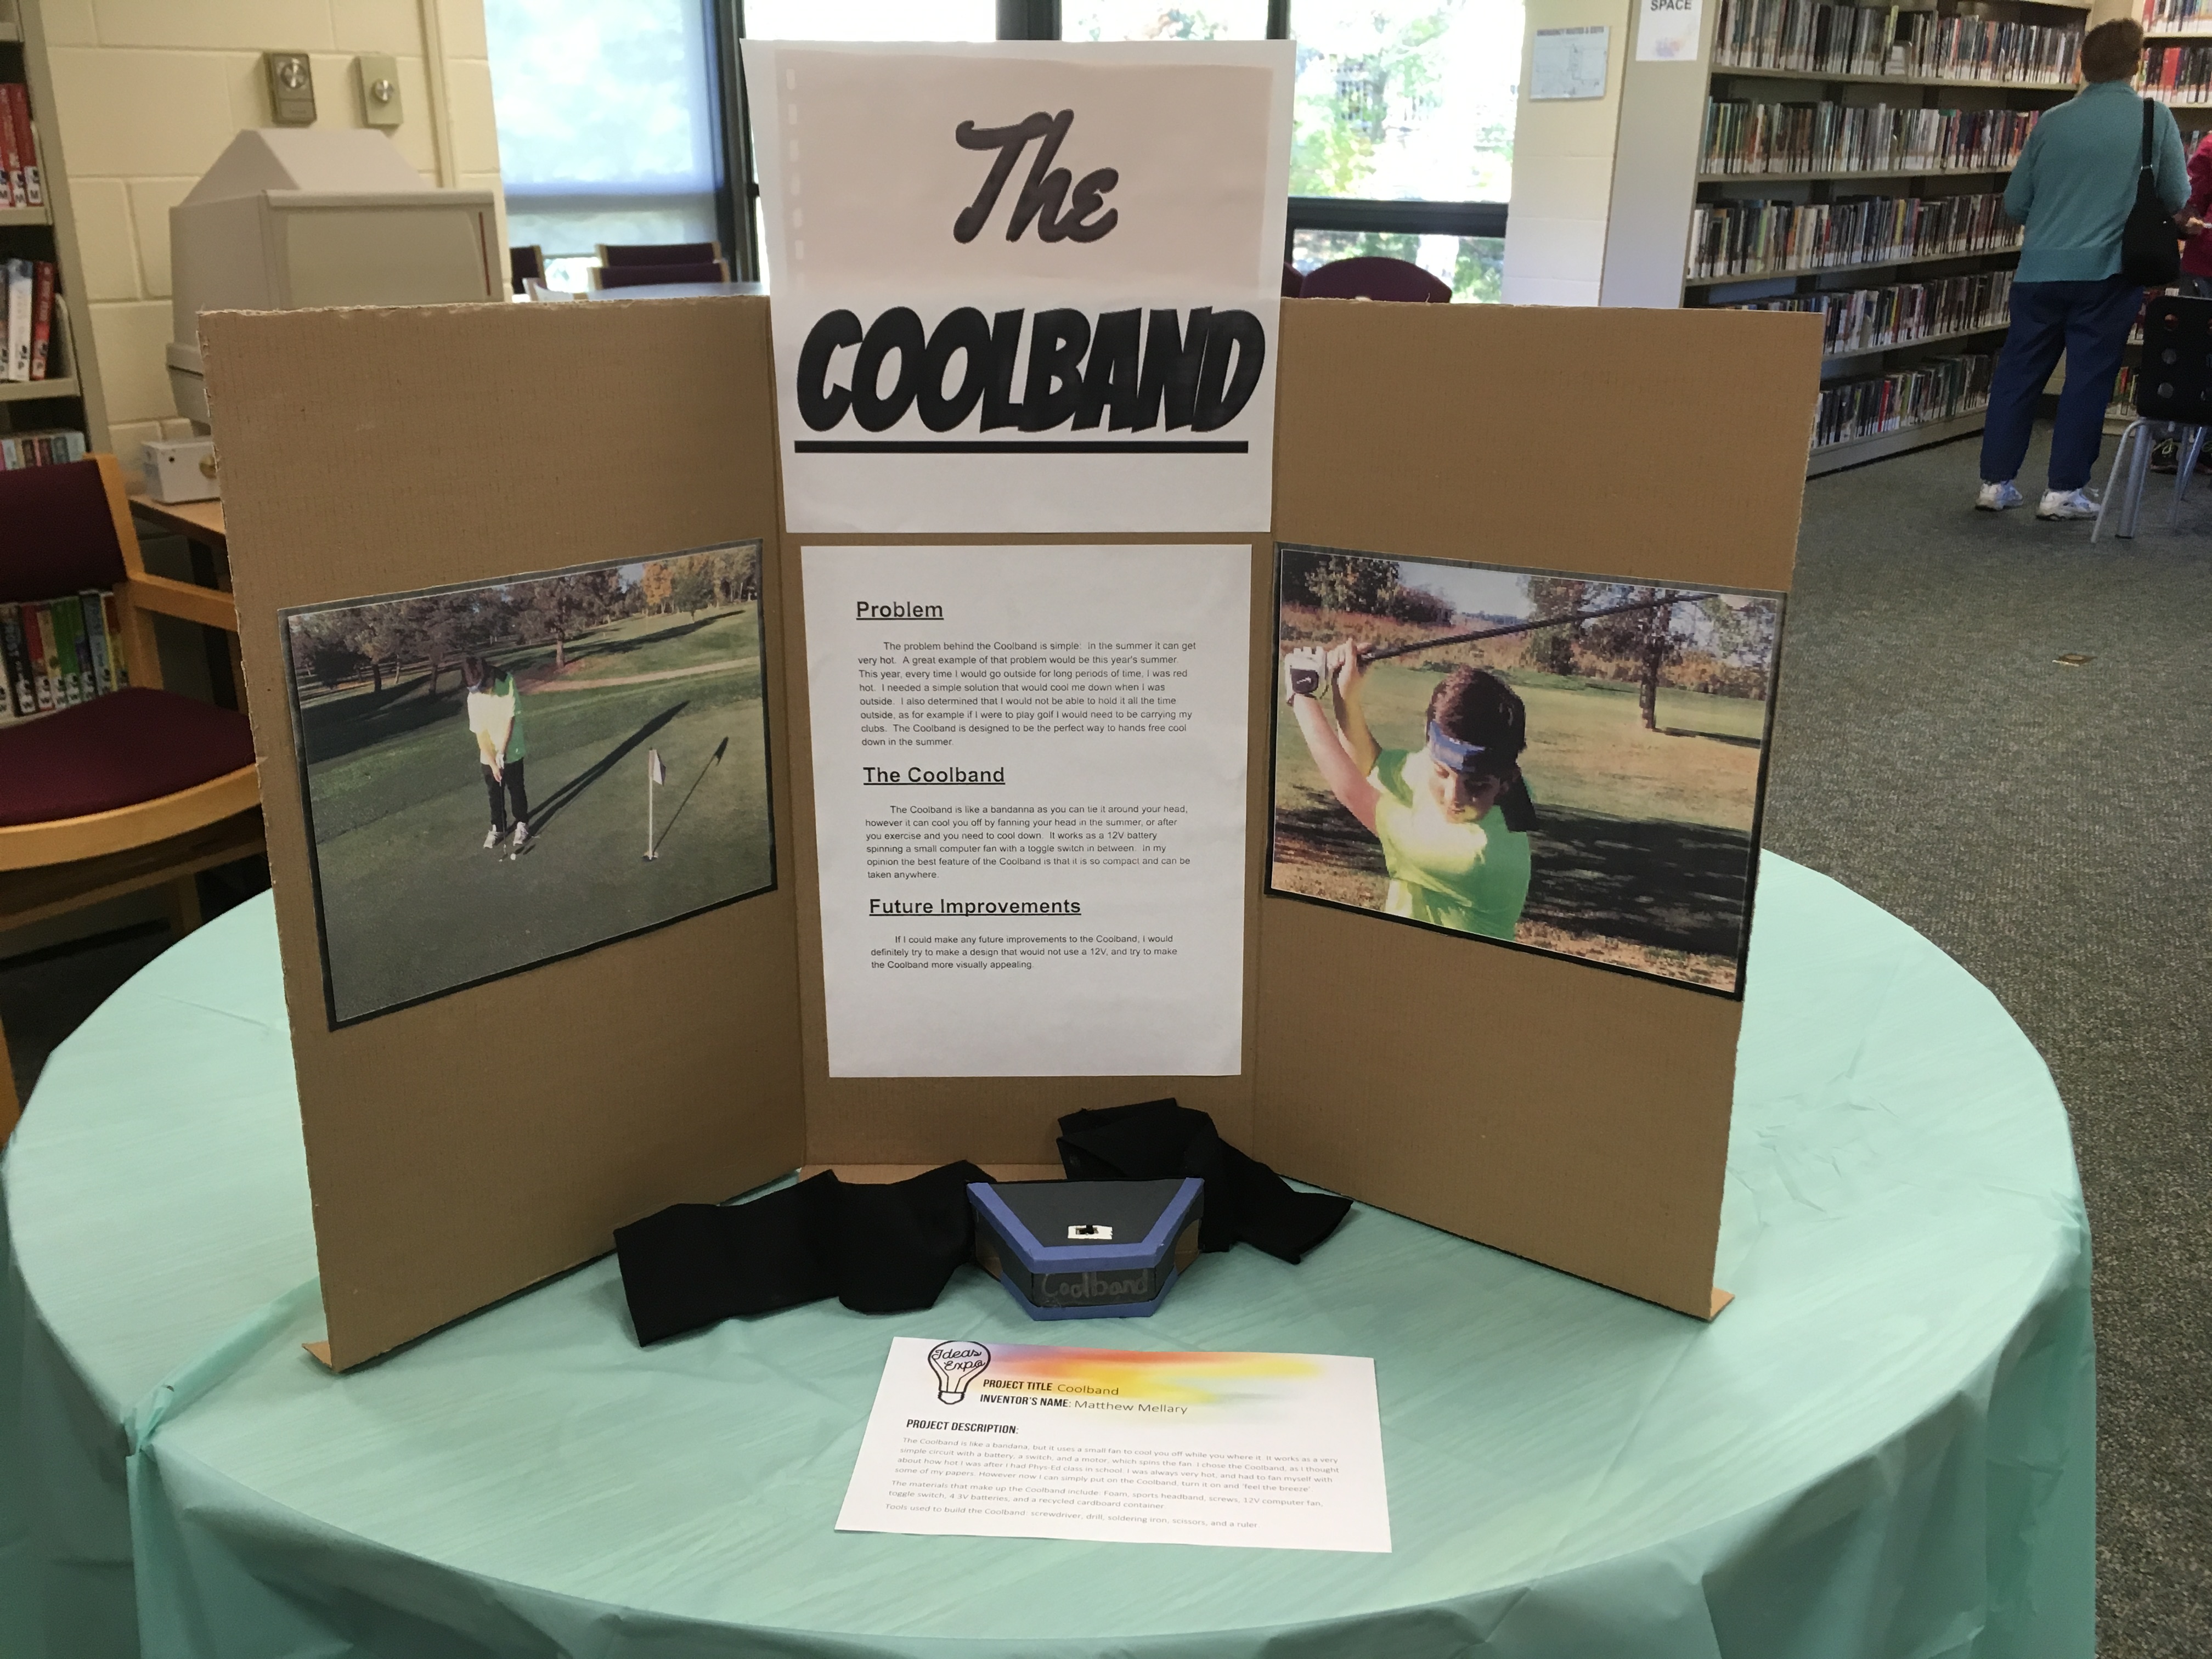 SPACE
The
COOLBAND
Problem
The problem behind the Coolband is simple: In the summer it can get
very hot. A great example of that problem would be this year's summer.
This year, every time I would go outside for long periods of time, I was red
hot. I needed a simple solution that would cool me down when I was
outside. I also determined that I would not be able to hold it all the time
outside, as for example if I were to play golf I would need to be carrying my
clubs. The Coolband is designed to be the perfect way to hands free cool
down in the summer.
The Coolband
The Coolband is like a bandanna as you can tie it around your head,
however it can cool you off by fanning your head in the summer, or after
you exercise and you need to cool down. It works as a 12V battery
spinning a small computer fan with a toggle switch in between. In my
opinion the best feature of the Coolband is that it is so compact and can be
taken anywhere.
Future Improvements
If I could make any future improvements to the Coolband, I would
definitely try to make a design that would not use a 12V, and try to make
the Coolband more visually appealing.
Coolband
Ideas
Expo
PROJECT TITLE Coolband
INVENTOR'S NAME: Matthew Mellary
PROJECT DESCRIPTION:
The Coolband is like a bandana, but it uses a small fan to cool you off while you where it. It works as a very
simple circuit with a battery, a switch, and a motor, which spins the fan. I chose the Coolband, as I thought
about how hot I was after I had Phys-Ed class in school. I was always very hot, and had to fan myself with
some of my papers. However now I can simply put on the Coolband, turn it on and 'feel the breeze'
The materials that make up the Coolband include: Foam, sports headband, screws, 12V computer fan,
toggle switch, 4 3V batteries, and a recycled cardboard container
Tools used to build the Coolband: screwdriver, drill, soldering iron, scissors, and a ruler